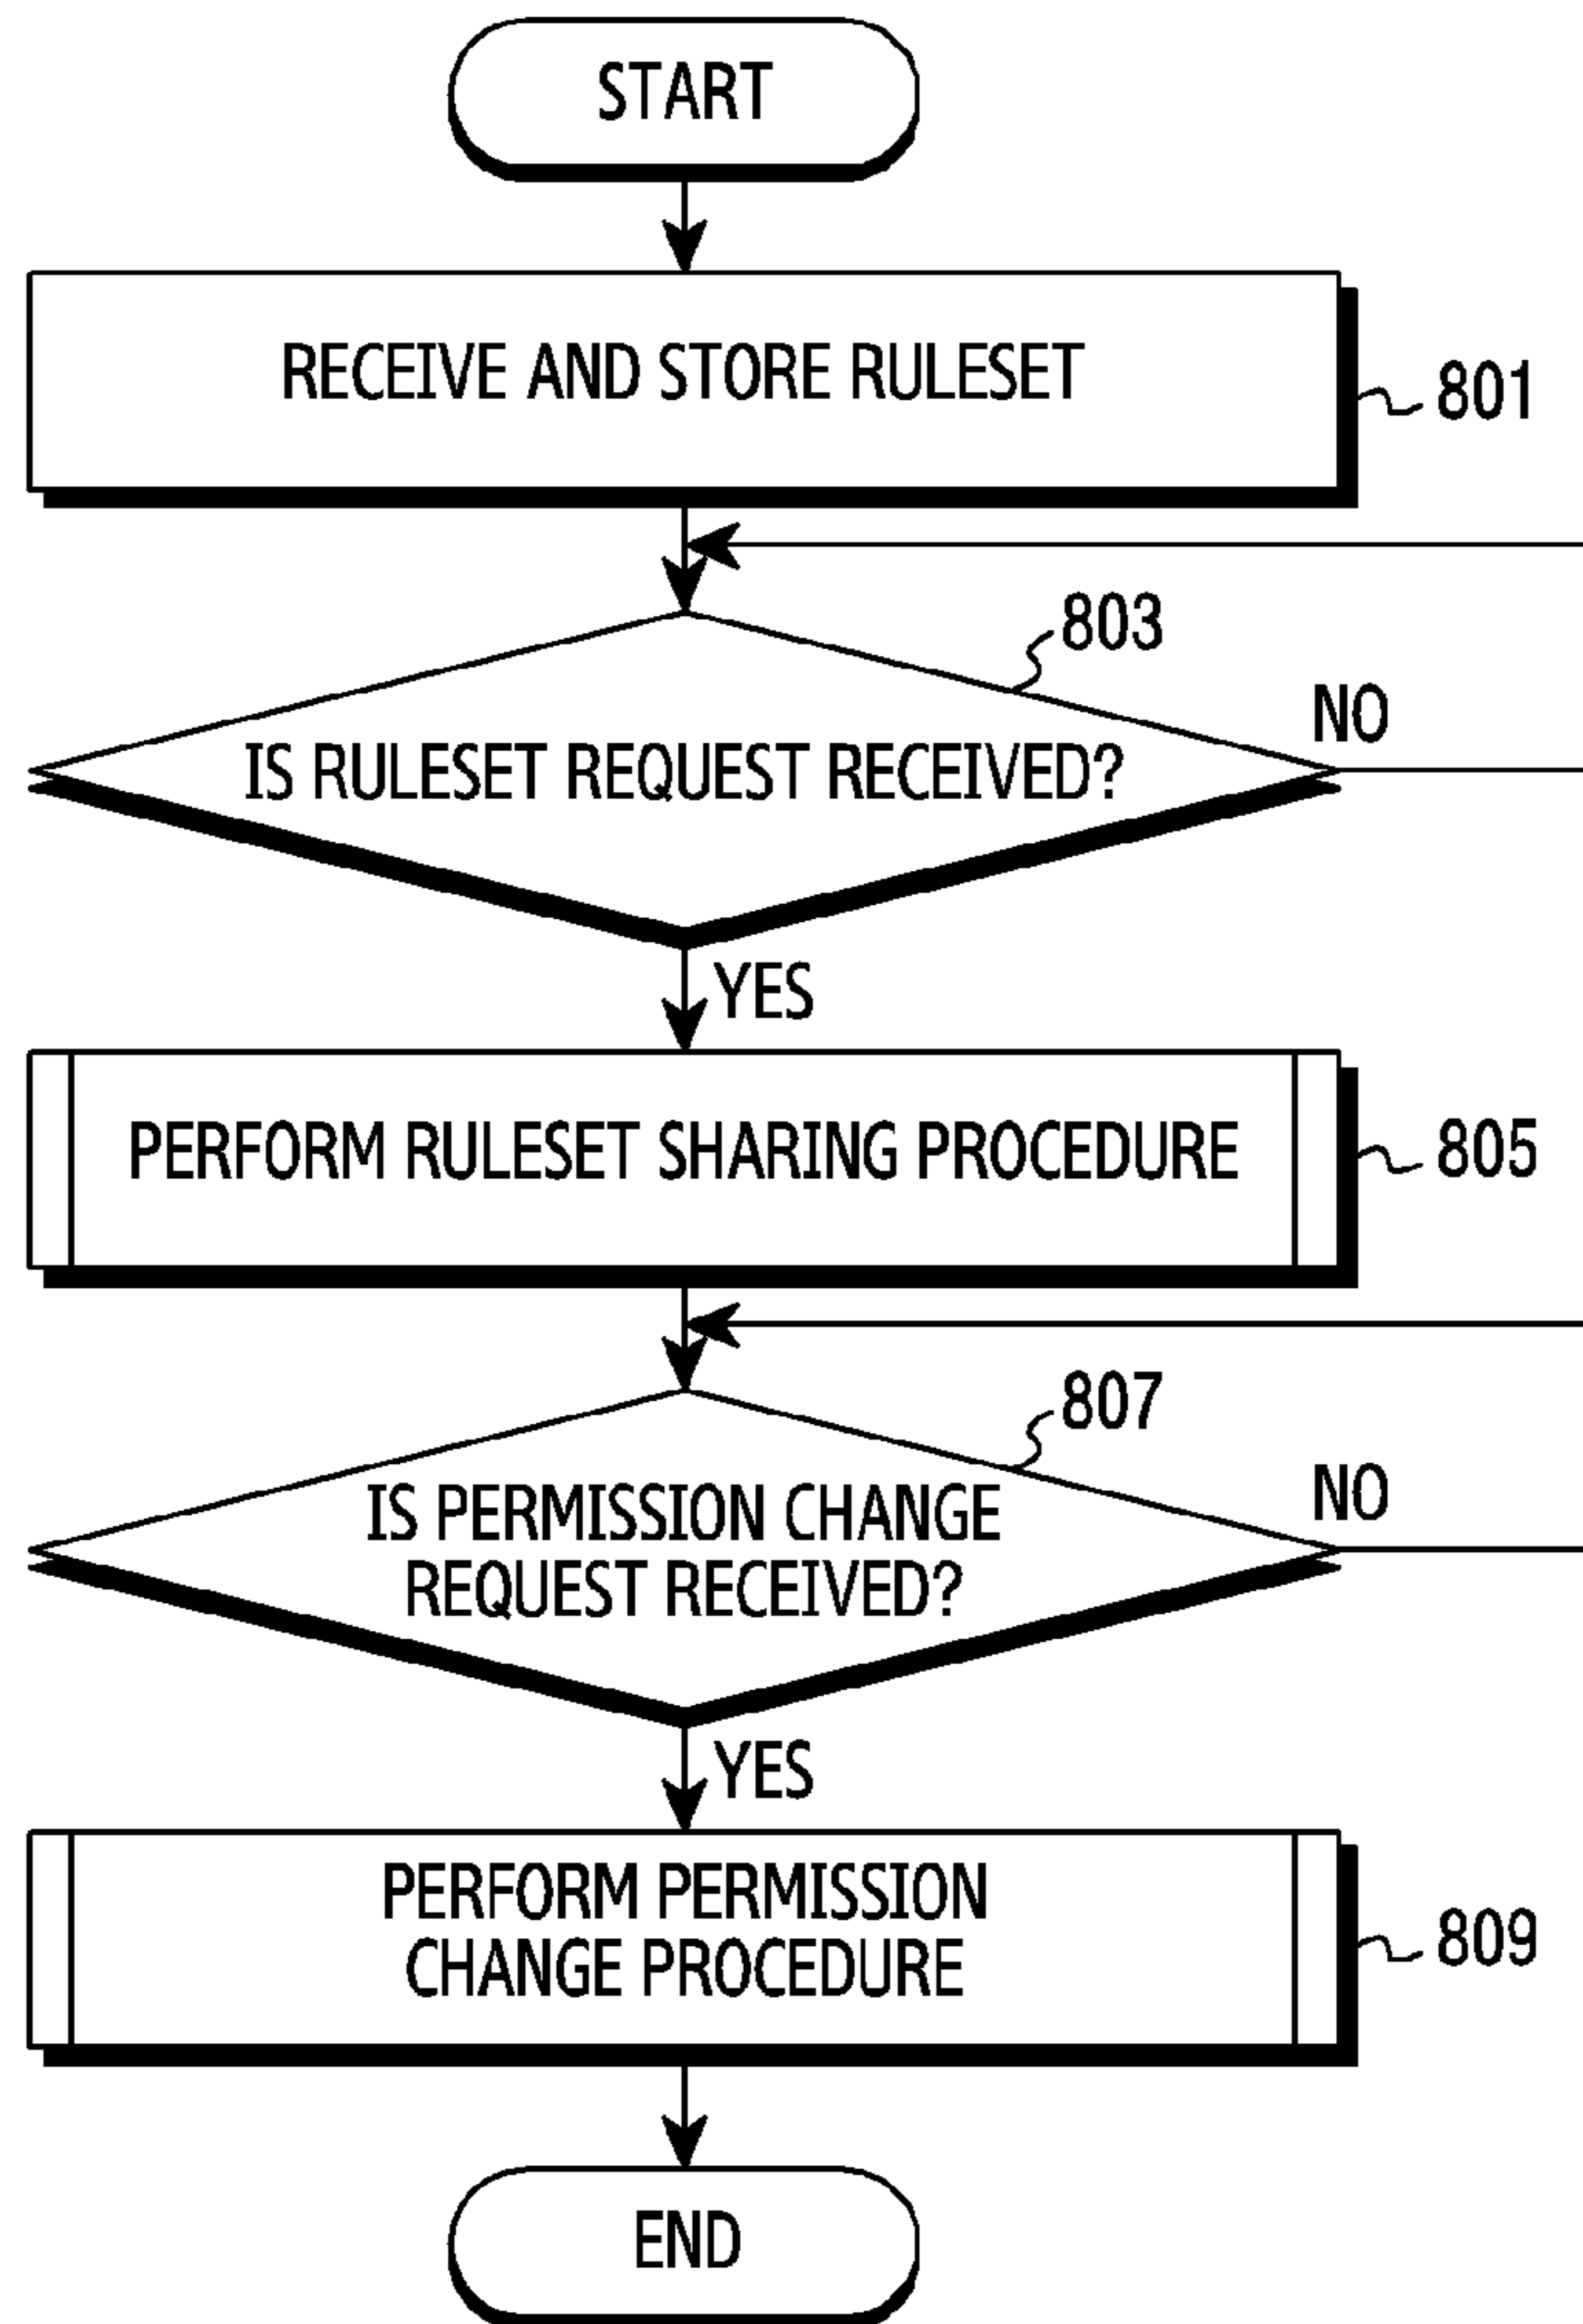 START
RECEIVE AND STORE RULESET
801
803
NO
IS RULESET REQUEST RECEIVED?
YES
PERFORM RULESET SHARING PROCEDURE
805
807
NO
IS PERMISSION CHANGE
REQUEST RECEIVED?
YES
PERFORM PERMISSION
CHANGE PROCEDURE
809
END